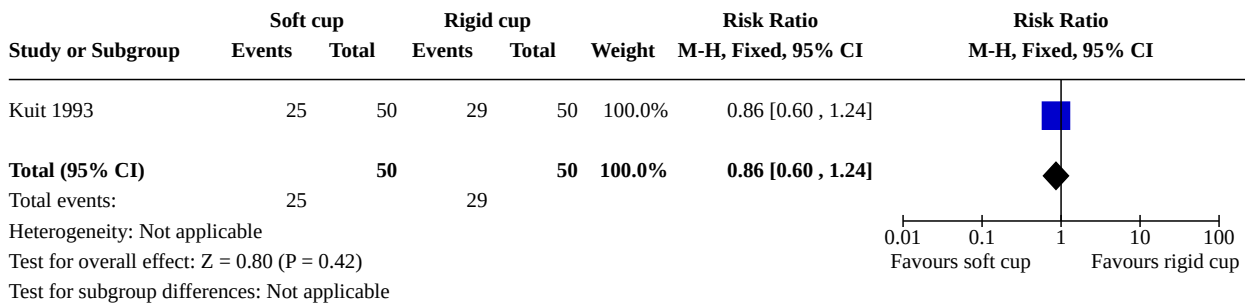 Soft cup Rigid cup Risk Ratio Risk Ratio
Study or Subgroup Events Total Events Total Weight M-H, Fixed, 95% CI M-H, Fixed, 95% CI
Kuit 1993 25 50 29 50 100.0% 0.86 [0.60 , 1.24]
Total (95% CI) 50 50 100.0% 0.86 [0.60 , 1.24]
Total events: 25 29
Heterogeneity: Not applicable 0.01 0.1 1 10 100
Test for overall effect: Z = 0.80 (P = 0.42) Favours soft cup Favours rigid cup
Test for subgroup differences: Not applicable